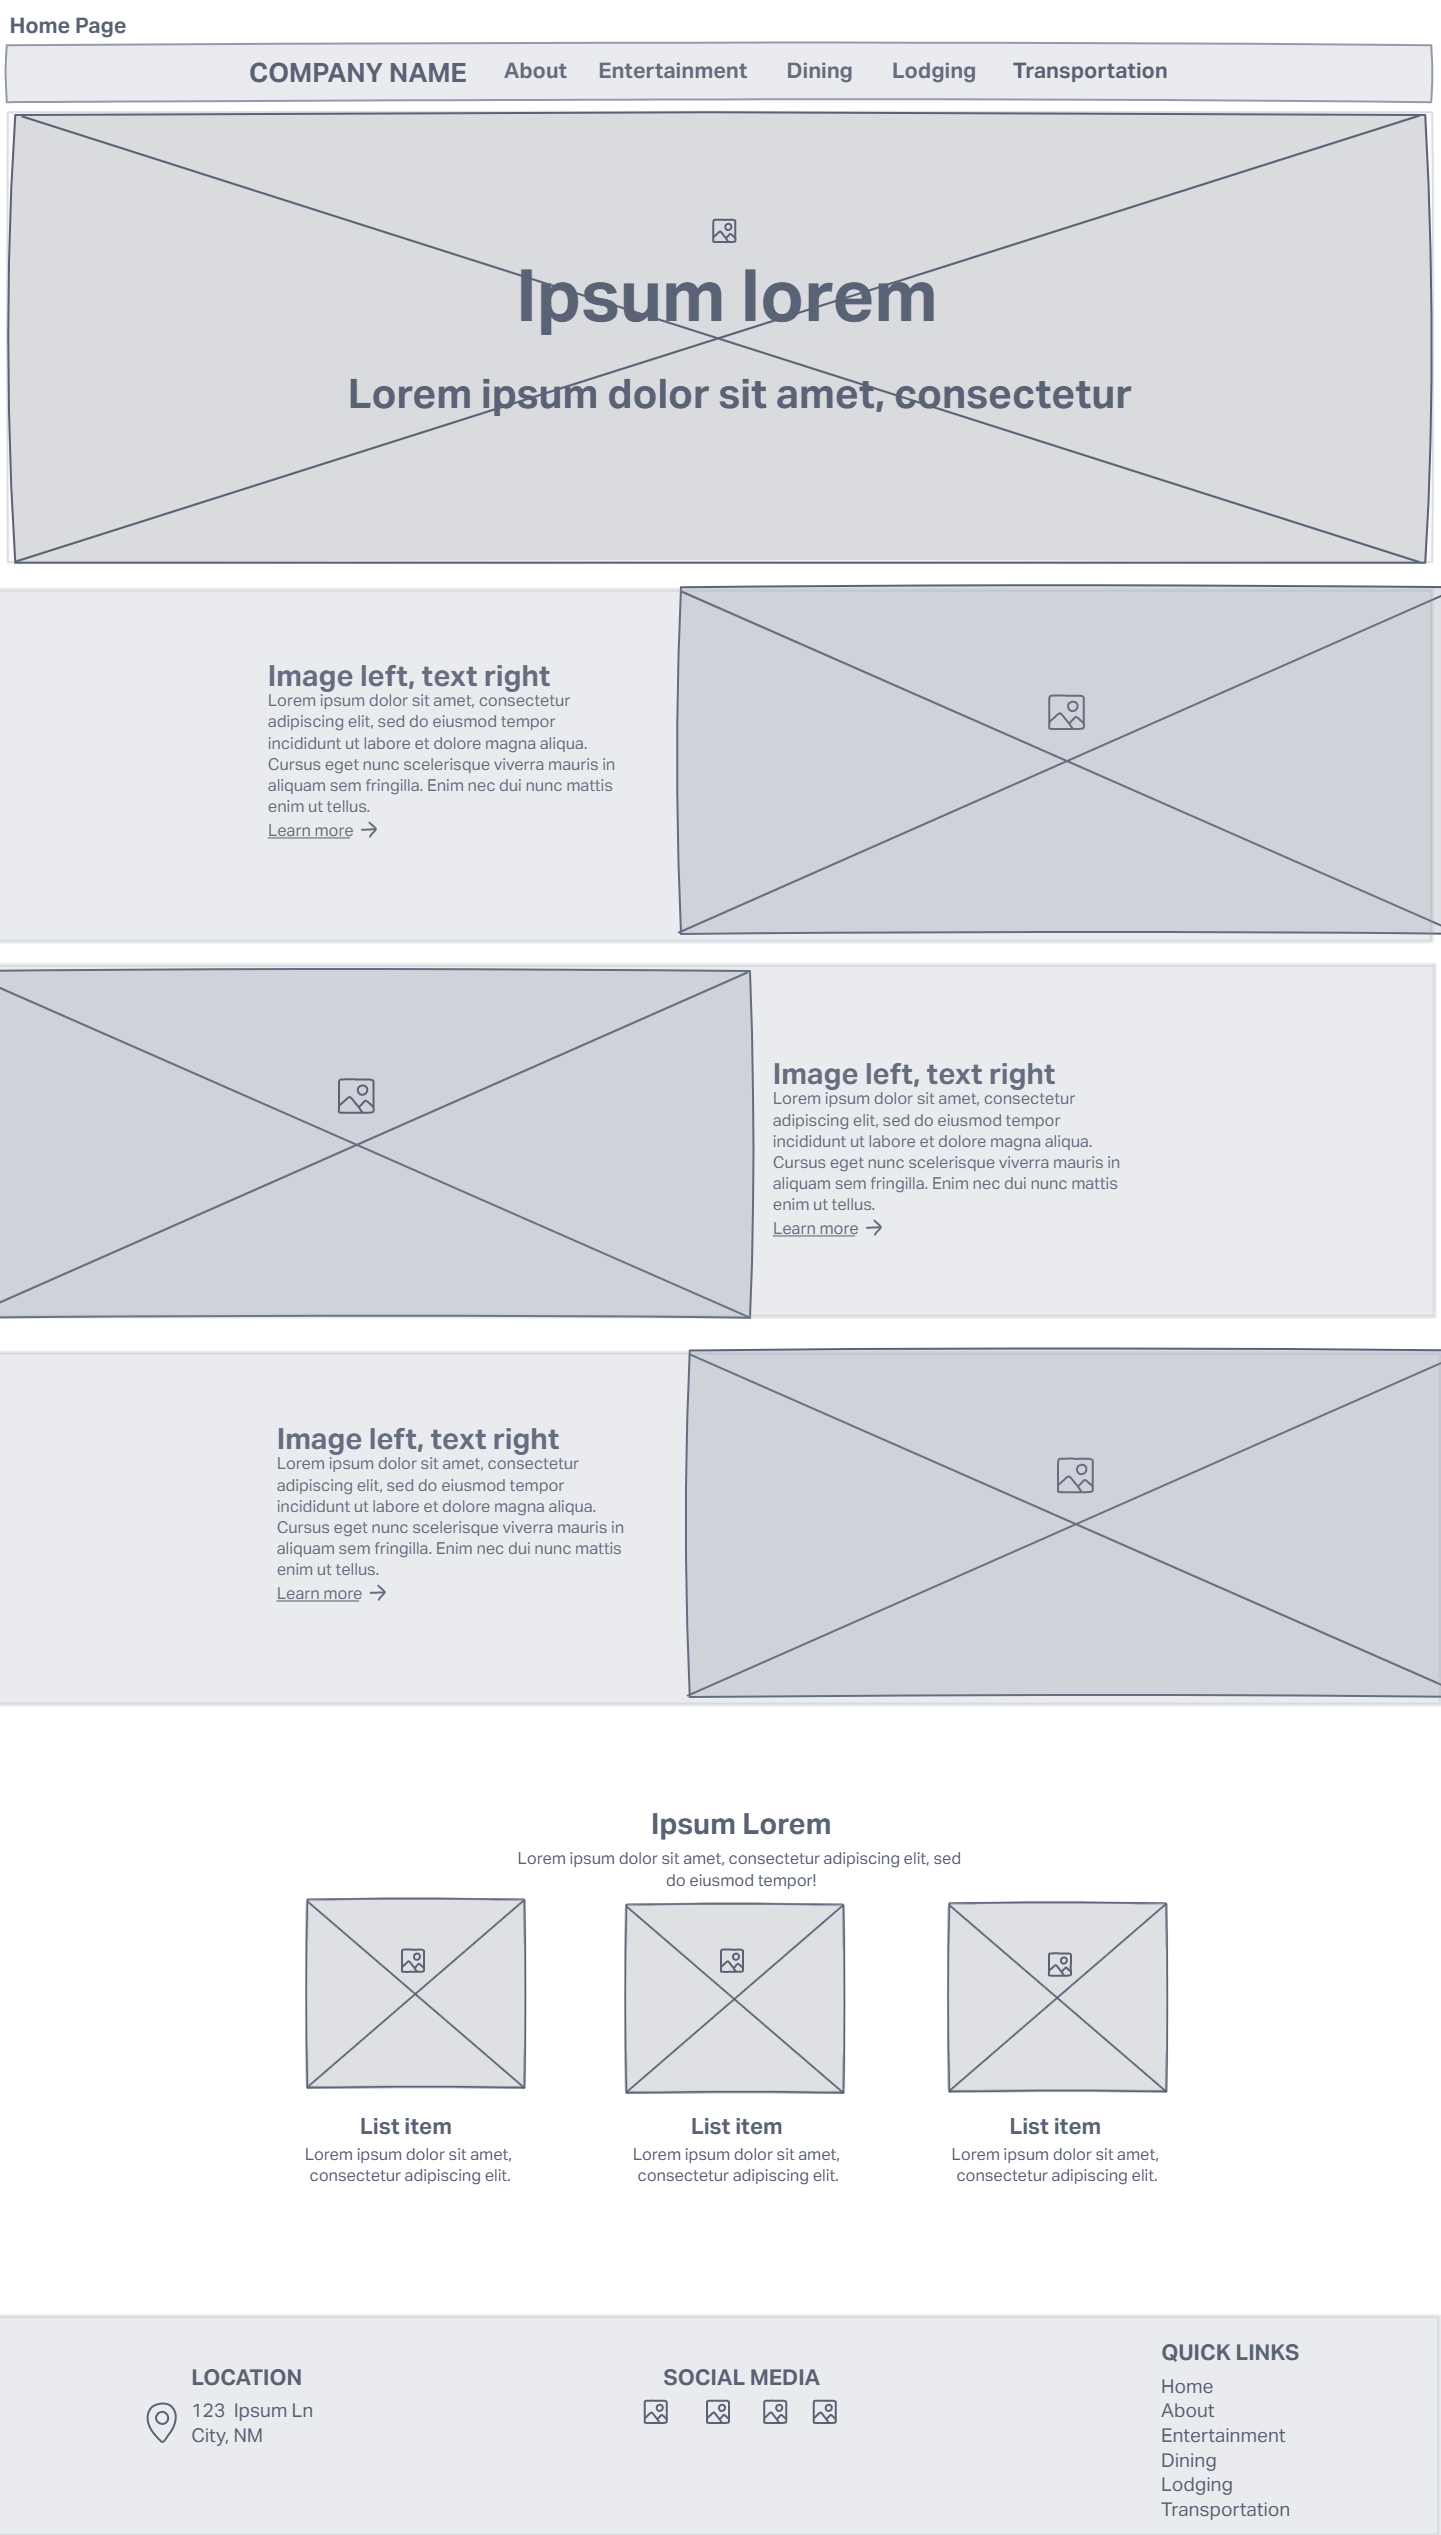 Home Page
COMPANY NAME About Entertainment Dining Lodging Transportation
Ipsum lorem
Lorem ipsum dolor sit amet, consectetur
Image left, text right
Lorem ipsum dolor sit amet, consectetur
adipiscing elit, sed do eiusmod tempor
incididunt ut labore et dolore magna aliqua.
Cursus eget nunc scelerisque viverra mauris in
aliquam sem fringilla. Enim nec dui nunc mattis
enim ut tellus.
Learn more
Image left, text right
Lorem ipsum dolor sit amet, consectetur
adipiscing elit, sed do eiusmod tempor
incididunt ut labore et dolore magna aliqua.
Cursus eget nunc scelerisque viverra mauris in
aliquam sem fringilla. Enim nec dui nunc mattis
enim ut tellus.
Learn more
Image left, text right
Lorem ipsum dolor sit amet, consectetur
adipiscing elit, sed do eiusmod tempor
incididunt ut labore et dolore magna aliqua.
Cursus eget nunc scelerisque viverra mauris in
aliquam sem fringilla. Enim nec dui nunc mattis
enim ut tellus.
Learn more
Ipsum Lorem
Lorem ipsum dolor sit amet, consectetur adipiscing elit, sed
do eiusmod tempor!
List item
Lorem ipsum dolor sit amet,
consectetur adipiscing elit.
List item
Lorem ipsum dolor sit amet,
consectetur adipiscing elit.
List item
Lorem ipsum dolor sit amet,
consectetur adipiscing elit.
LOCATION
123 Ipsum Ln
City, NM
SOCIAL MEDIA
QUICK LINKS
Home
About
Entertainment
Dining
Lodging
Transportation